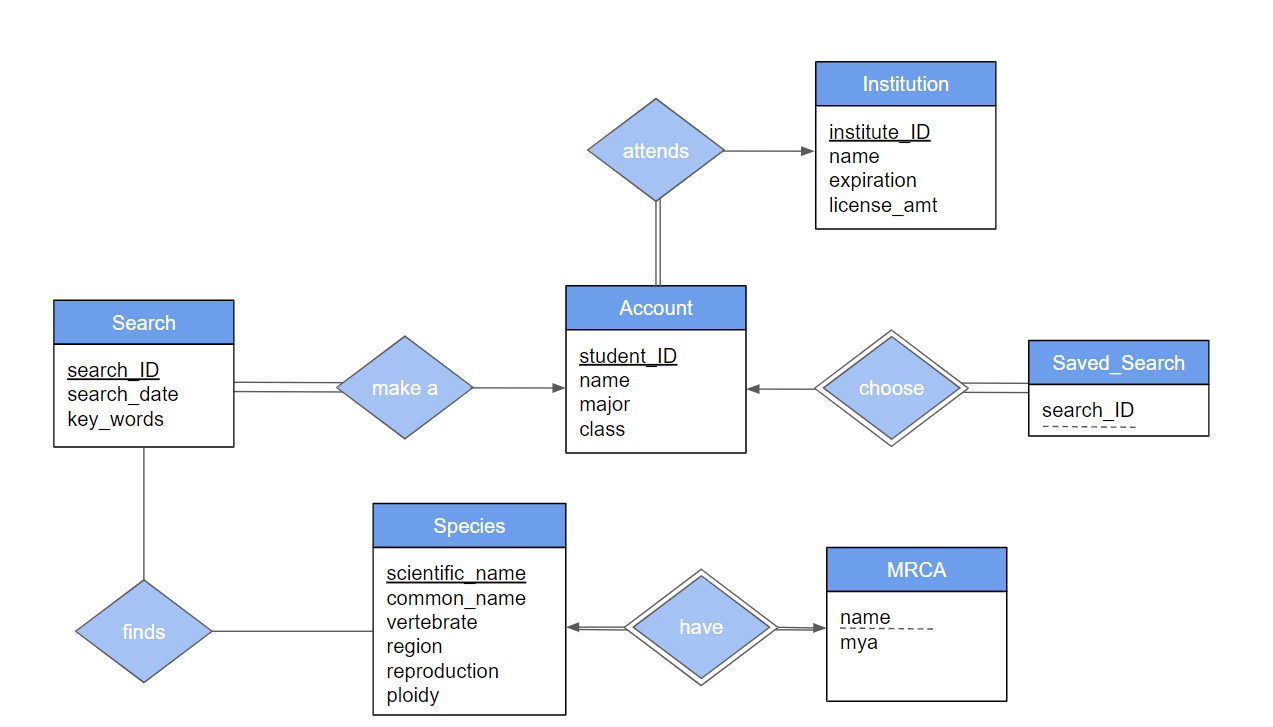 Institution
institute_ID
name
expiration
license_amt
attends
Account
student_ID
name
major
class
Search
search_ID
search_date
key_words
make a
choose
Saved_Search
search_ID
Species
scientific_name
common_name
vertebrate
region
reproduction
ploidy
finds
have
MRCA
name
mya